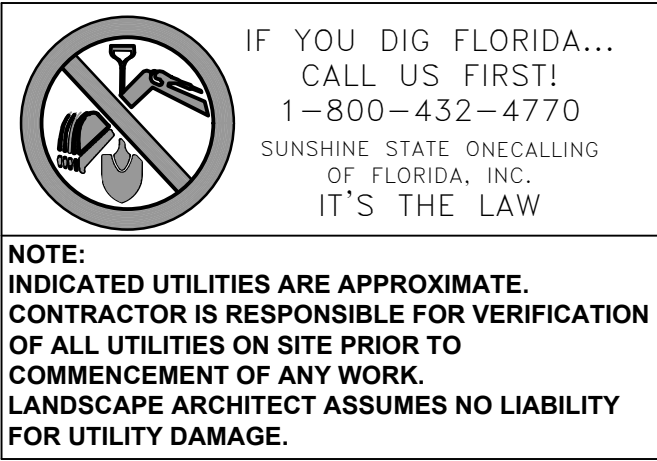 IF YOU DIG FLORIDA...
CALL US FIRST!
1-800-432-4770
SUNSHINE STATE ONECALLING
OF FLORIDA, INC.
IT'S THE LAW
NOTE:
INDICATED UTILITIES ARE APPROXIMATE.
CONTRACTOR IS RESPONSIBLE FOR VERIFICATION
OF ALL UTILITIES ON SITE PRIOR TO
COMMENCEMENT OF ANY WORK.
LANDSCAPE ARCHITECT ASSUMES NO LIABILITY
FOR UTILITY DAMAGE.